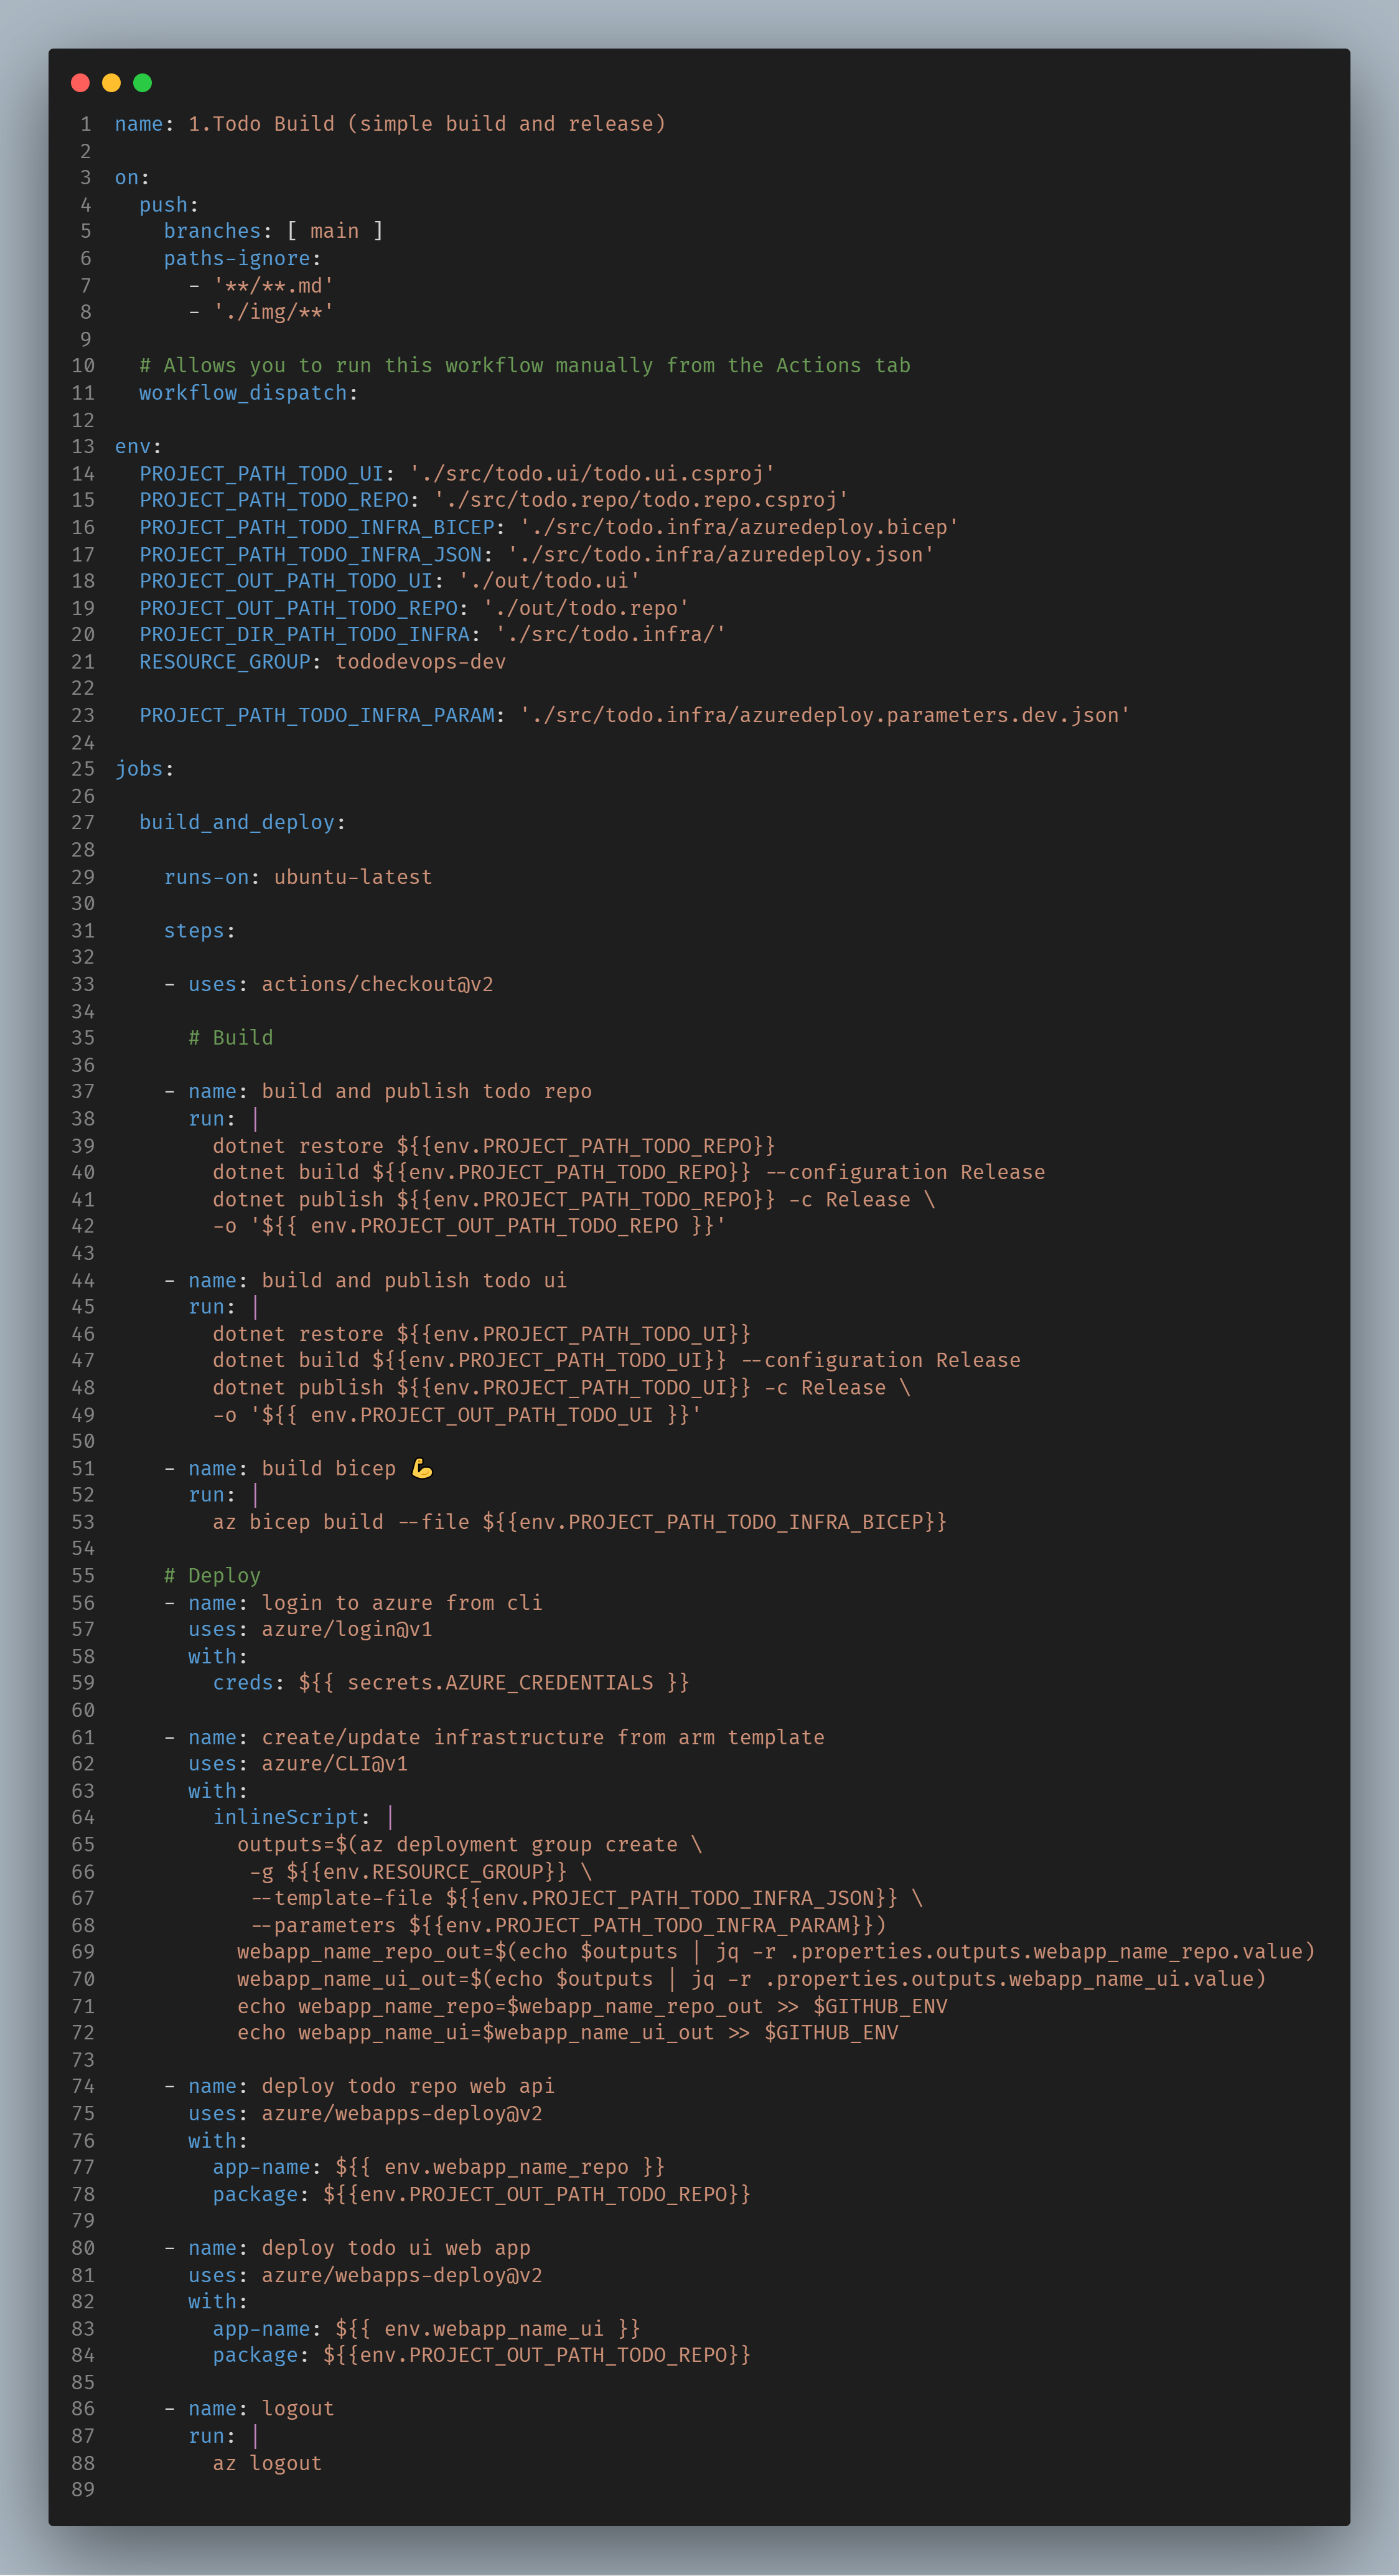 1 name: 1.Todo Build (simple build and release)
2
3 on:
4   push:
5     branches: [ main ]
6     paths-ignore:
7       - '**/**.md'
8       - './img/**'
9
10   # Allows you to run this workflow manually from the Actions tab
11   workflow_dispatch:
12
13 env:
14   PROJECT_PATH_TODO_UI: './src/todo.ui/todo.ui.csproj'
15   PROJECT_PATH_TODO_REPO: './src/todo.repo/todo.repo.csproj'
16   PROJECT_PATH_TODO_INFRA_BICEP: './src/todo.infra/azuredeploy.bicep'
17   PROJECT_PATH_TODO_INFRA_JSON: './src/todo.infra/azuredeploy.json'
18   PROJECT_OUT_PATH_TODO_UI: './out/todo.ui'
19   PROJECT_OUT_PATH_TODO_REPO: './out/todo.repo'
20   PROJECT_DIR_PATH_TODO_INFRA: './src/todo.infra/'
21   RESOURCE_GROUP: tododevops-dev
22
23   PROJECT_PATH_TODO_INFRA_PARAM: './src/todo.infra/azuredeploy.parameters.dev.json'
24
25 jobs:
26
27   build_and_deploy:
28
29     runs-on: ubuntu-latest
30
31     steps:
32
33     - uses: actions/checkout@v2
34
35       # Build
36
37     - name: build and publish todo repo
38       run: |
39         dotnet restore ${{env.PROJECT_PATH_TODO_REPO}}
40         dotnet build ${{env.PROJECT_PATH_TODO_REPO}} --configuration Release
41         dotnet publish ${{env.PROJECT_PATH_TODO_REPO}} -c Release \
42         -o '${{ env.PROJECT_OUT_PATH_TODO_REPO }}'
43
44     - name: build and publish todo ui
45       run: |
46         dotnet restore ${{env.PROJECT_PATH_TODO_UI}}
47         dotnet build ${{env.PROJECT_PATH_TODO_UI}} --configuration Release
48         dotnet publish ${{env.PROJECT_PATH_TODO_UI}} -c Release \
49         -o '${{ env.PROJECT_OUT_PATH_TODO_UI }}'
50
51     - name: build bicep 💪
52       run: |
53         az bicep build --file ${{env.PROJECT_PATH_TODO_INFRA_BICEP}}
54
55     # Deploy
56     - name: login to azure from cli
57       uses: azure/login@v1
58       with:
59         creds: ${{ secrets.AZURE_CREDENTIALS }}
60
61     - name: create/update infrastructure from arm template
62       uses: azure/CLI@v1
63       with:
64         inlineScript: |
65           outputs=$(az deployment group create \
66            -g ${{env.RESOURCE_GROUP}} \
67            --template-file ${{env.PROJECT_PATH_TODO_INFRA_JSON}} \
68            --parameters ${{env.PROJECT_PATH_TODO_INFRA_PARAM}})
69           webapp_name_repo_out=$(echo $outputs | jq -r .properties.outputs.webapp_name_repo.value)
70           webapp_name_ui_out=$(echo $outputs | jq -r .properties.outputs.webapp_name_ui.value)
71           echo webapp_name_repo=$webapp_name_repo_out >> $GITHUB_ENV
72           echo webapp_name_ui=$webapp_name_ui_out >> $GITHUB_ENV
73
74     - name: deploy todo repo web api
75       uses: azure/webapps-deploy@v2
76       with:
77         app-name: ${{ env.webapp_name_repo }}
78         package: ${{env.PROJECT_OUT_PATH_TODO_REPO}}
79
80     - name: deploy todo ui web app
81       uses: azure/webapps-deploy@v2
82       with:
83         app-name: ${{ env.webapp_name_ui }}
84         package: ${{env.PROJECT_OUT_PATH_TODO_REPO}}
85
86     - name: logout
87       run: |
88         az logout
89